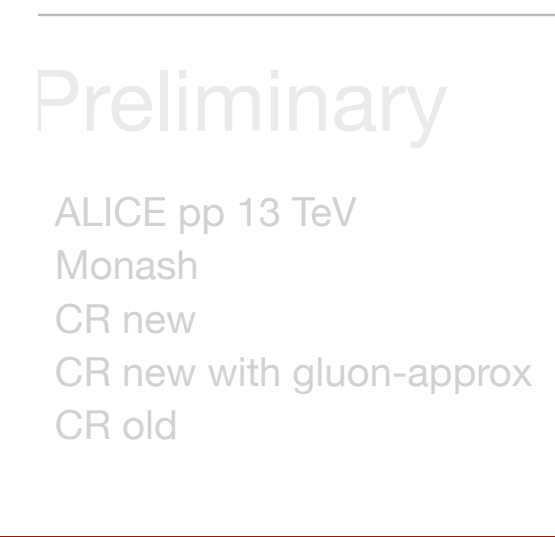 Preliminary
ALICE pp 13 TeV
Monash
CR new
CR new with gluon-approx
CR old